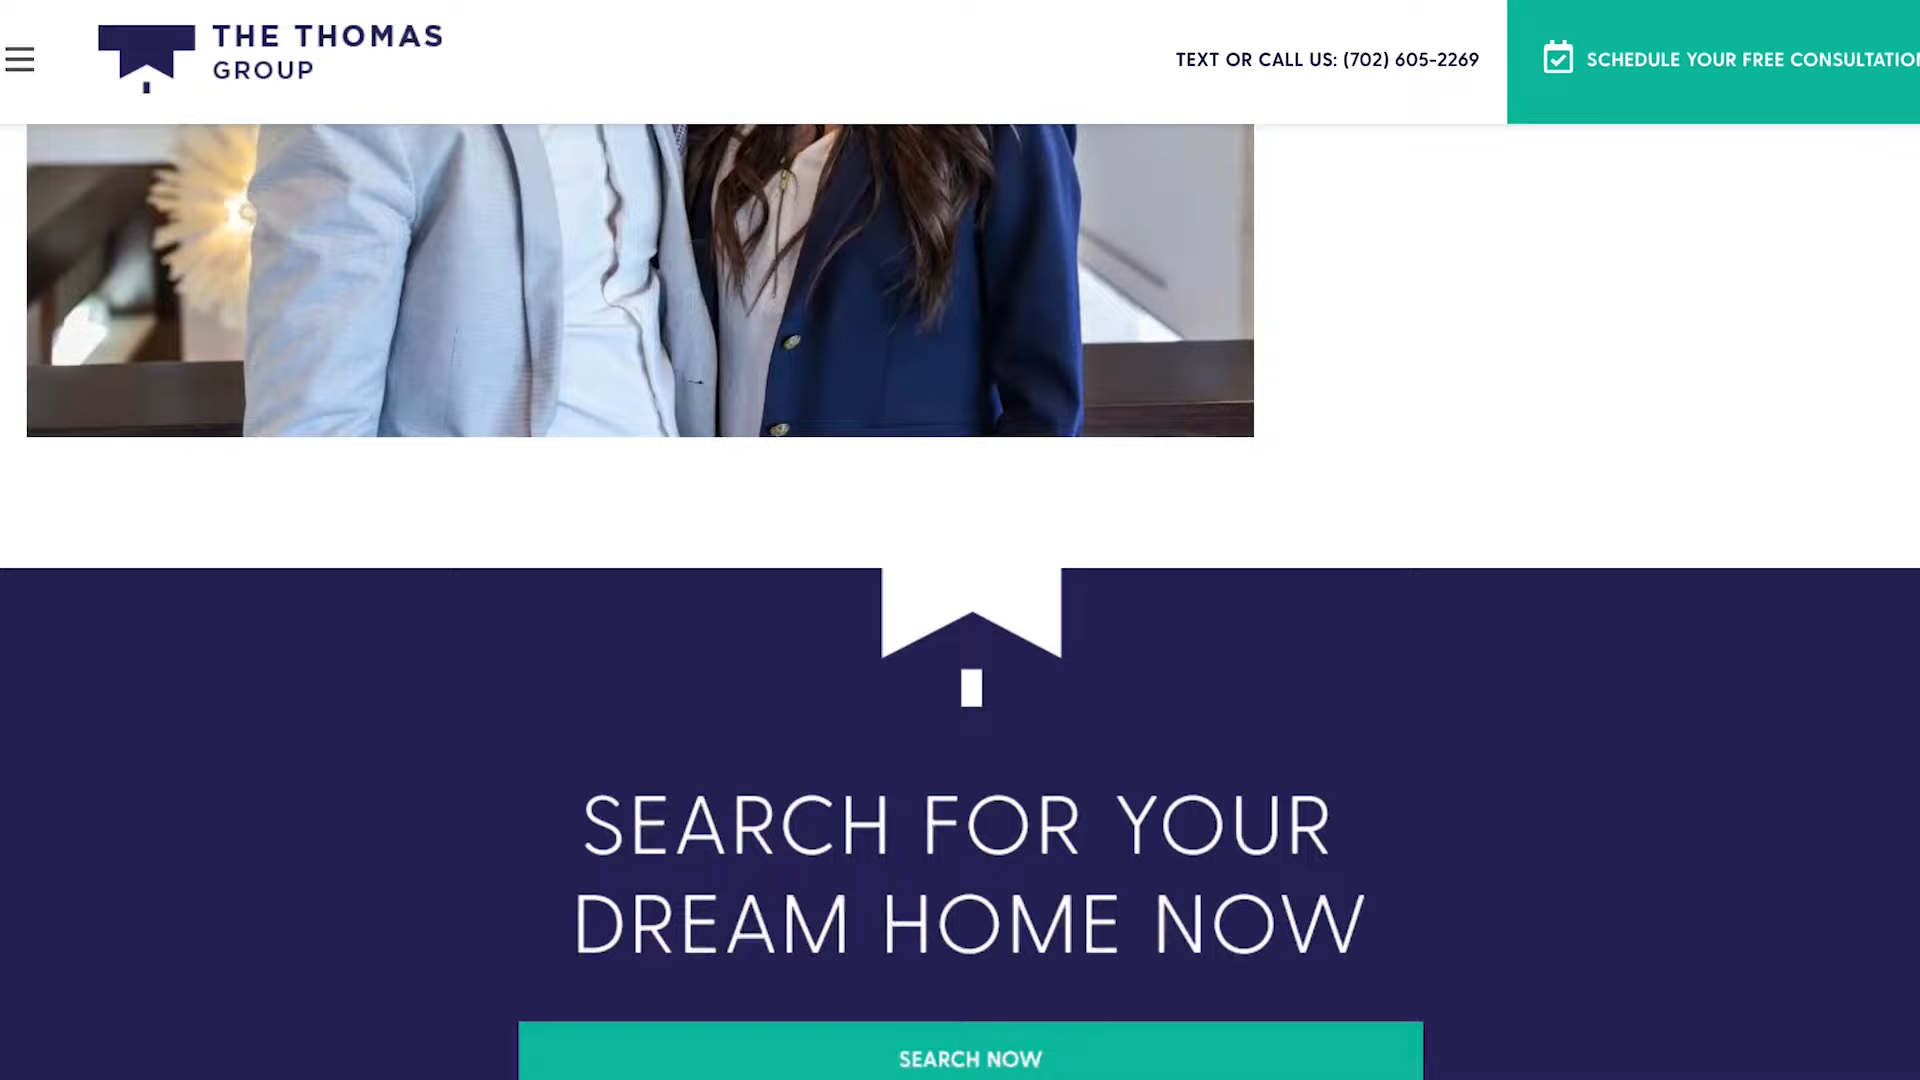 THE THOMAS
GROUP
TEXT OR CALL US: (702) 605-2269
SCHEDULE YOUR FREE CONSULTATION
SEARCH FOR YOUR
DREAM HOME NOW
SEARCH NOW